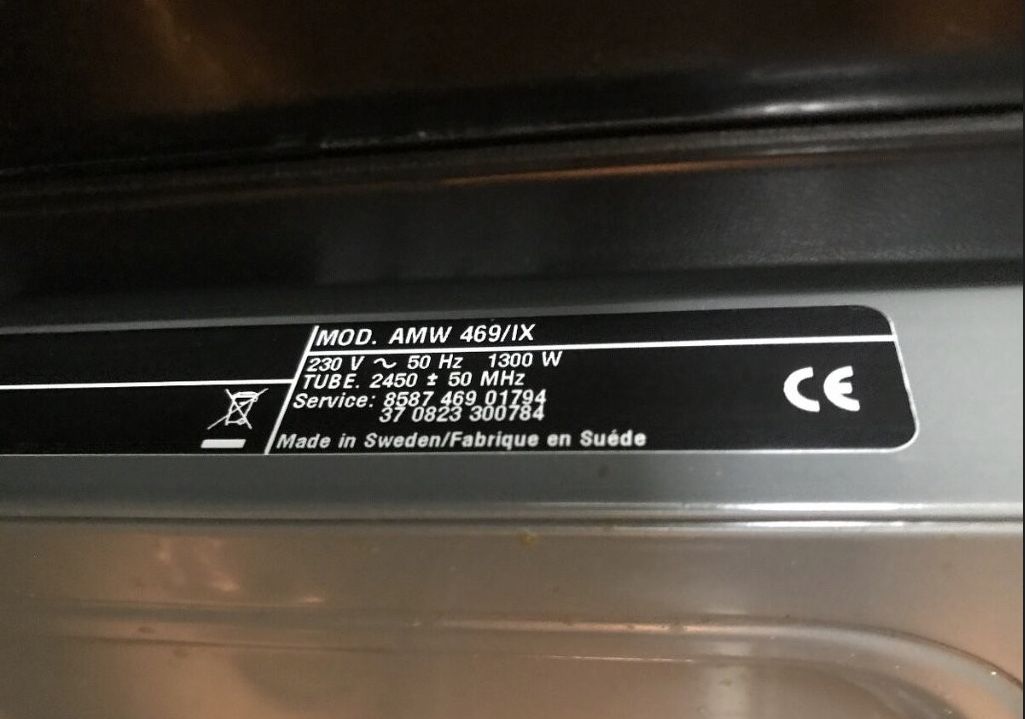 MOD. AMW 469/IX
230 V ~ 50 Hz 1300 W
TUBE. 2450 ± 50 MHz
Service: 8587 469 01794
37 0823 300784
Made in Sweden/Fabrique en Suéde
CE